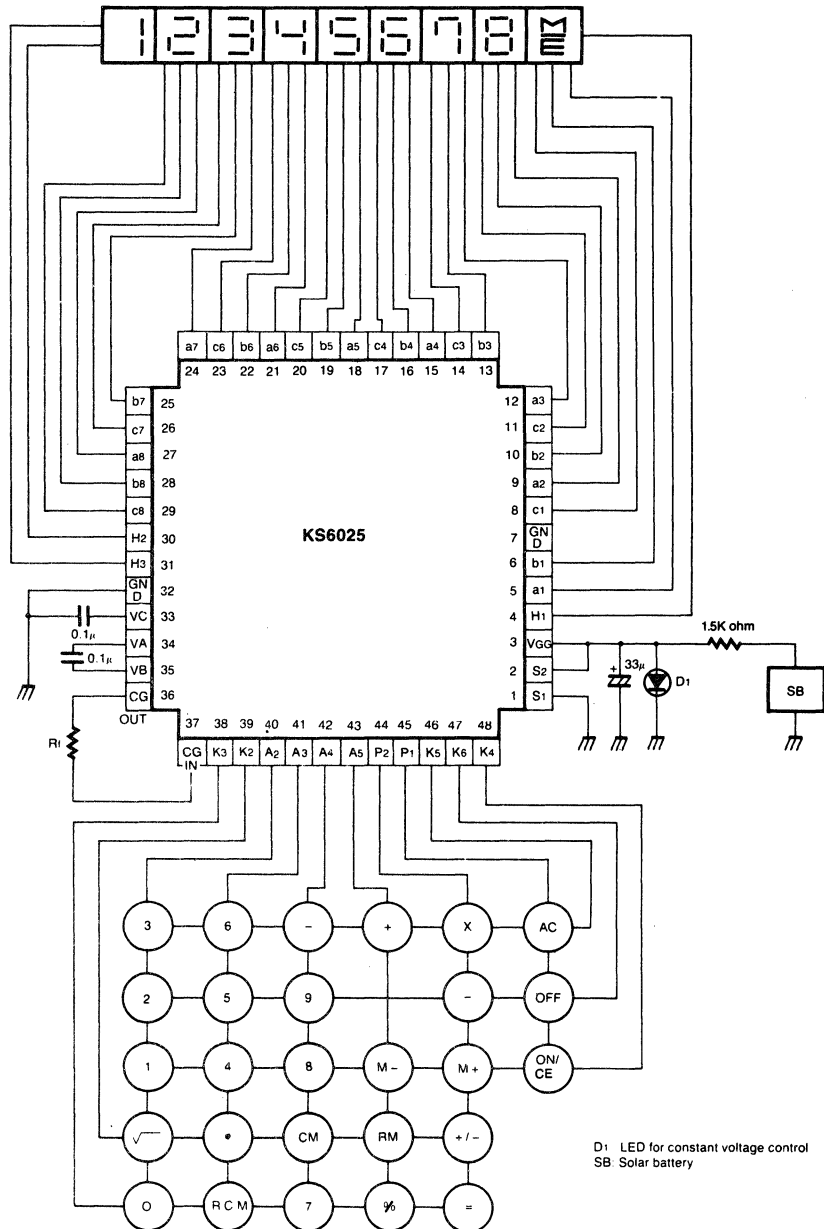 1 2 3 4 5 6 7 8 M E
a7 c6 b6 a6 c5 b5 a5 c4 b4 a4 c3 b3
24 23 22 21 20 19 18 17 16 15 14 13
b7 25
c7 26
a8 27
b8 28
c8 29
H2 30
H3 31
GN D 32
VC 33
VA 34
VB 35
CG 36
OUT
0.1μ
0.1μ
Rf
KS6025
12 a3
11 c2
10 b2
9 a2
8 c1
7 GN D
6 b1
5 a1
4 H1
3 VGG
2 S2
1 S1
1.5K ohm
+ 33μ
D1
SB
37 38 39 40 41 42 43 44 45 46 47 48
CG IN K3 K2 A2 A3 A4 A5 P2 P1 K5 K6 K4
3 6 − + X AC
2 5 9 − OFF
1 4 8 M− M+ ON/CE
√‾ • CM RM +/−
0 RCM 7 % =
D1 LED for constant voltage control
SB: Solar battery